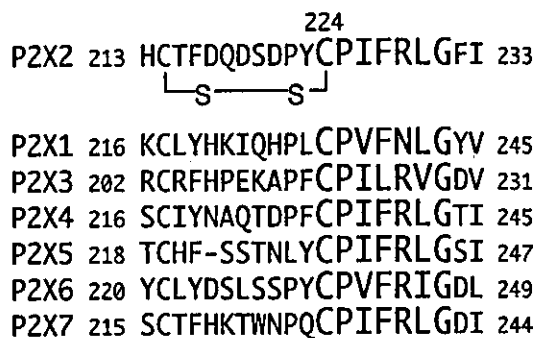 224
P2X2 213 HCTFDQDSDPYCPIFRLGFI 233
S S
P2X1 216 KCLYHKIQHPLCPVFNLGYV 245
P2X3 202 RCRFHPEKAPFCPILRVGDV 231
P2X4 216 SCIYNAQTDPFCPIFRLGTI 245
P2X5 218 TCHF-SSTNLYCPIFRLGSI 247
P2X6 220 YCLYDSLSSPYCPVFRIGDL 249
P2X7 215 SCTFHKTWNPQCPIFRLGDI 244